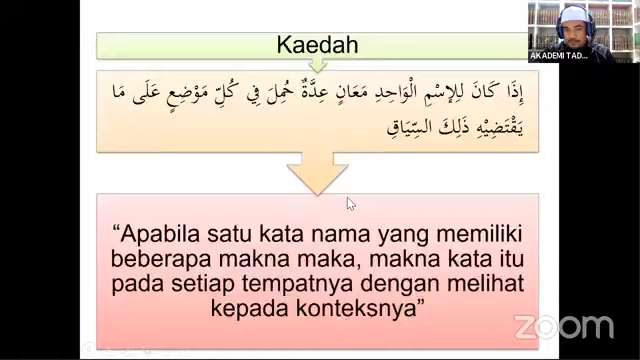 Kaedah
إِذَا كَانَ لِلِإسْمِ الْوَاحِدِ مَعَانٍ عِدَّةٌ حُمِلَ فِي كُلِّ مَوْضِعٍ عَلَى مَا
يَقْتَضِيْهِ ذَلِكَ السِّيَاقِ
“Apabila satu kata nama yang memiliki
beberapa makna maka, makna kata itu
pada setiap tempatnya dengan melihat
kepada konteksnya”
AKADEMI TAD...
zoom